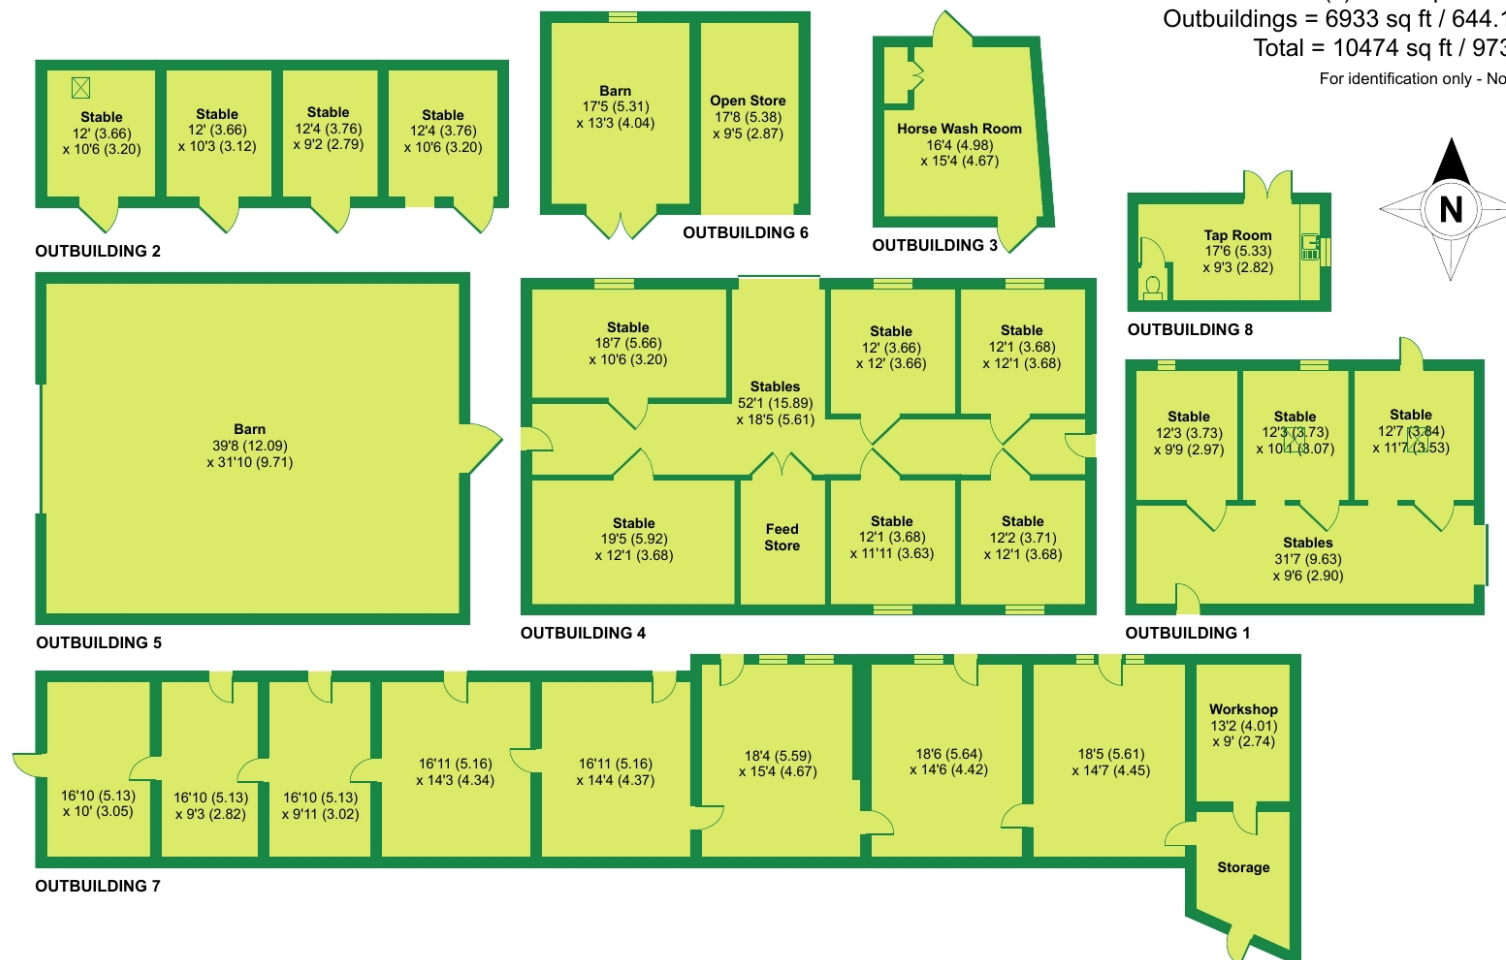 Outbuildings = 6933 sq ft / 644.1
Total = 10474 sq ft / 973
For identification only - No
N
Stable
12' (3.66)
x 10'6 (3.20)
Stable
12' (3.66)
x 10'3 (3.12)
Stable
12'4 (3.76)
x 9'2 (2.79)
Stable
12'4 (3.76)
x 10'6 (3.20)
OUTBUILDING 2
Barn
17'5 (5.31)
x 13'3 (4.04)
Open Store
17'8 (5.38)
x 9'5 (2.87)
OUTBUILDING 6
Horse Wash Room
16'4 (4.98)
x 15'4 (4.67)
OUTBUILDING 3
Tap Room
17'6 (5.33)
x 9'3 (2.82)
OUTBUILDING 8
Barn
39'8 (12.09)
x 31'10 (9.71)
OUTBUILDING 5
Stable
18'7 (5.66)
x 10'6 (3.20)
Stables
52'1 (15.89)
x 18'5 (5.61)
Stable
12' (3.66)
x 12' (3.66)
Stable
12'1 (3.68)
x 12'1 (3.68)
Stable
19'5 (5.92)
x 12'1 (3.68)
Feed
Store
Stable
12'1 (3.68)
x 11'11 (3.63)
Stable
12'2 (3.71)
x 12'1 (3.68)
OUTBUILDING 4
Stable
12'3 (3.73)
x 9'9 (2.97)
Stable
12'3 (3.73)
x 10'1 (3.07)
Stable
12'7 (3.84)
x 11'7 (3.53)
Stables
31'7 (9.63)
x 9'6 (2.90)
OUTBUILDING 1
16'10 (5.13)
x 10' (3.05)
16'10 (5.13)
x 9'3 (2.82)
16'10 (5.13)
x 9'11 (3.02)
16'11 (5.16)
x 14'3 (4.34)
16'11 (5.16)
x 14'4 (4.37)
18'4 (5.59)
x 15'4 (4.67)
18'6 (5.64)
x 14'6 (4.42)
18'5 (5.61)
x 14'7 (4.45)
Workshop
13'2 (4.01)
x 9' (2.74)
Storage
OUTBUILDING 7